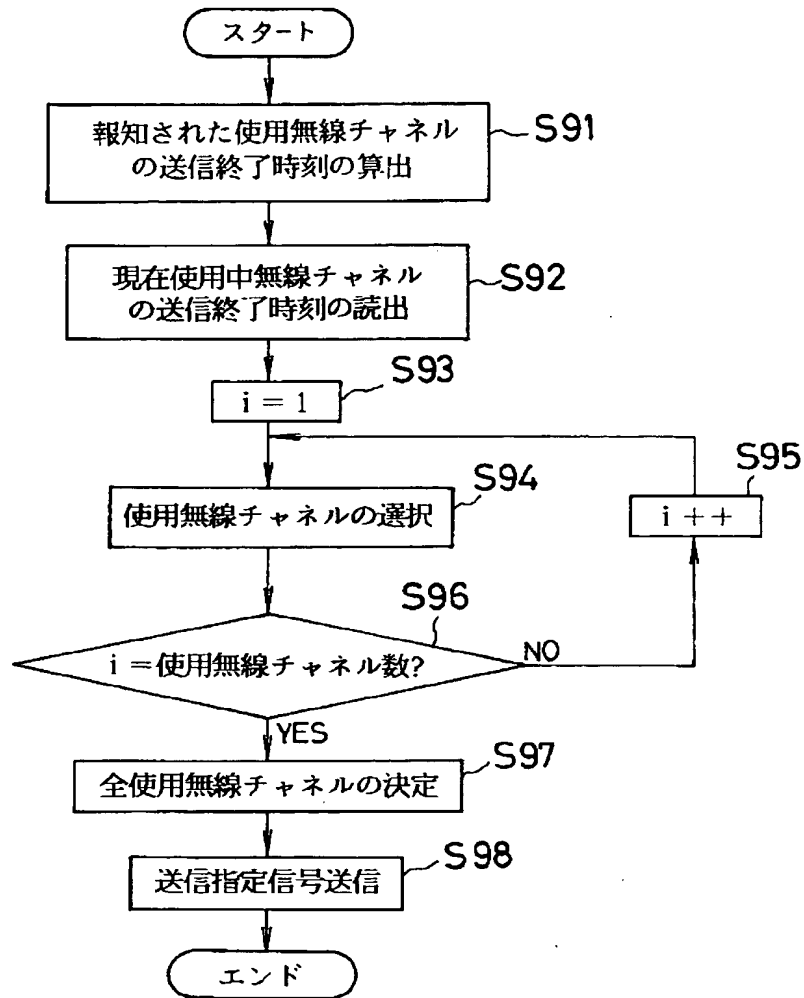 スタート
報知された使用無線チャネル
の送信終了時刻の算出
S91
現在使用中無線チャネル
の送信終了時刻の読出
S92
i = 1
S93
使用無線チャネルの選択
S94
i ++
S95
i =使用無線チャネル数?
S96
NO
YES
全使用無線チャネルの決定
S97
送信指定信号送信
S98
エンド